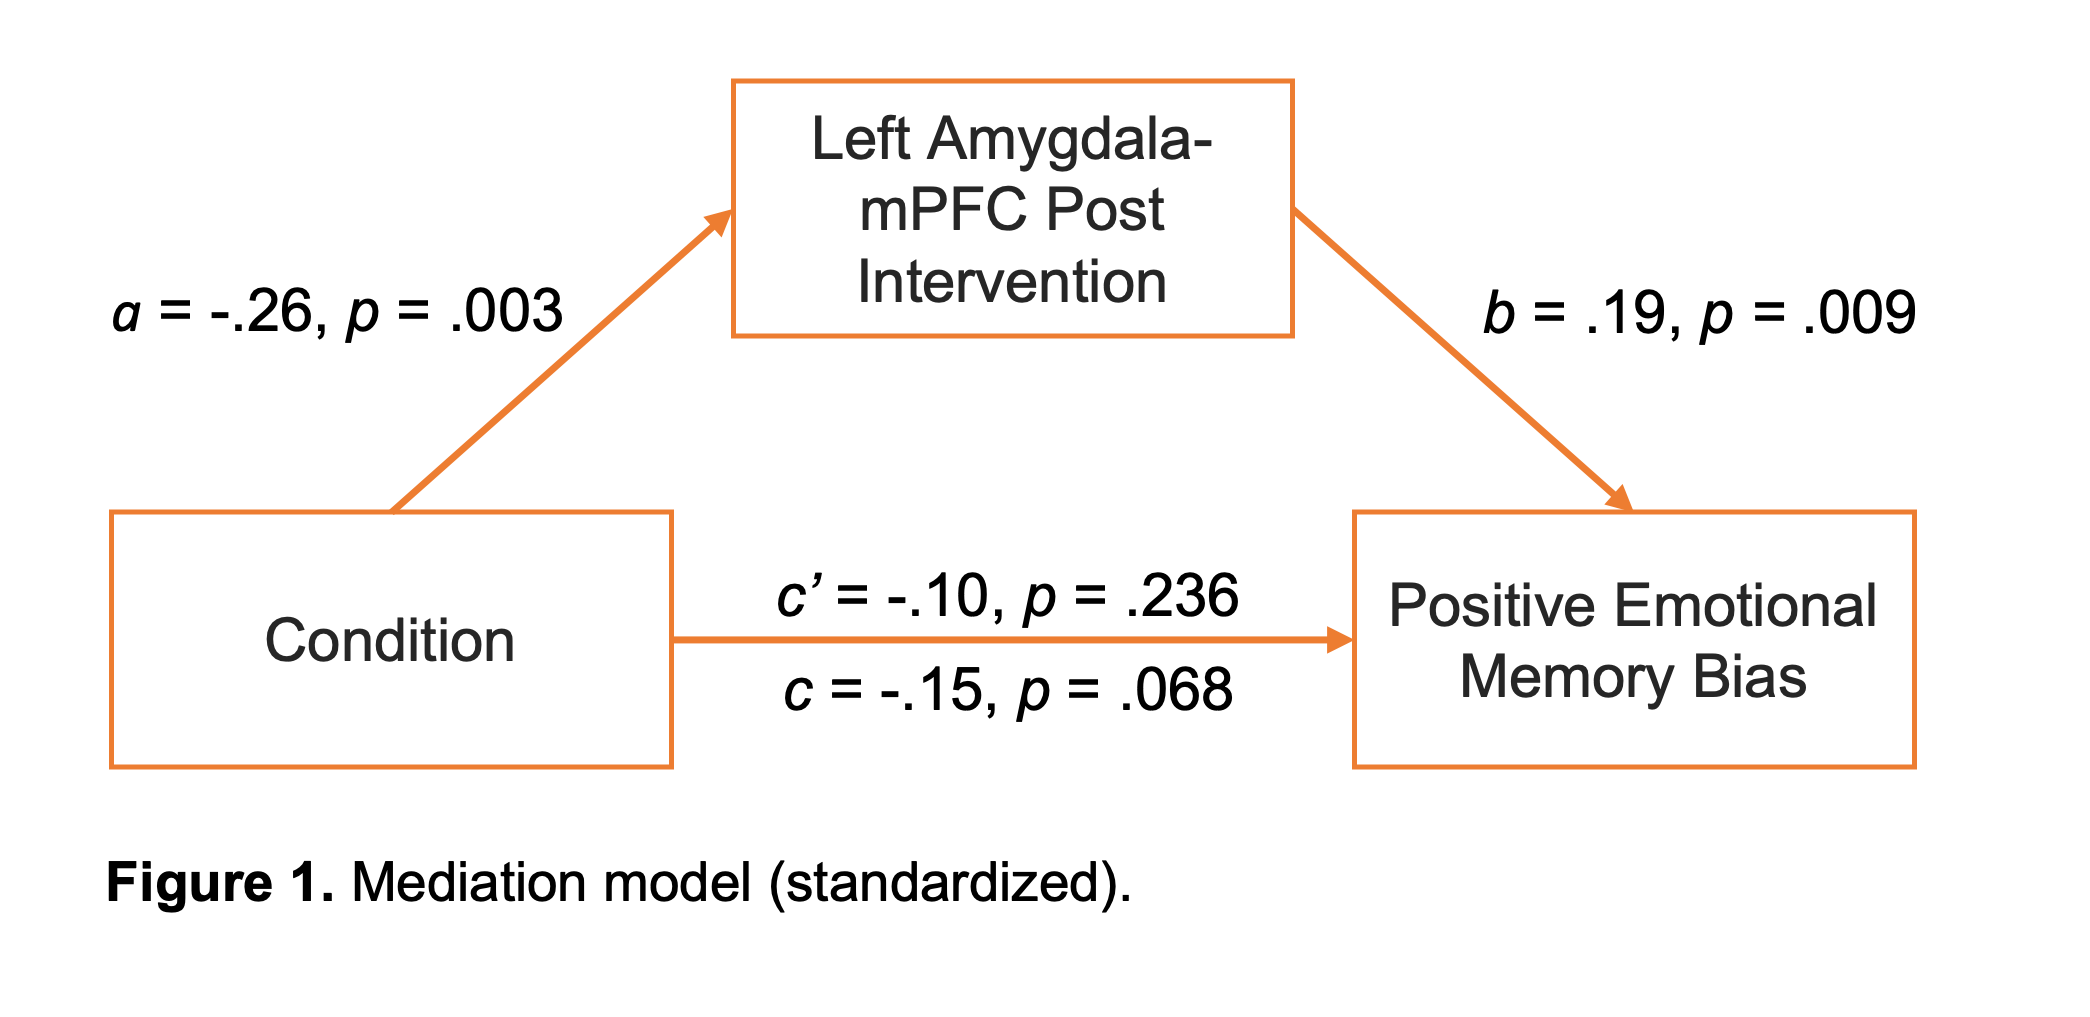 Left Amygdala-
mPFC Post
Intervention
a = -.26, p = .003
b = .19, p = .009
Condition
c’ = -.10, p = .236
c = -.15, p = .068
Positive Emotional
Memory Bias
Figure 1. Mediation model (standardized).